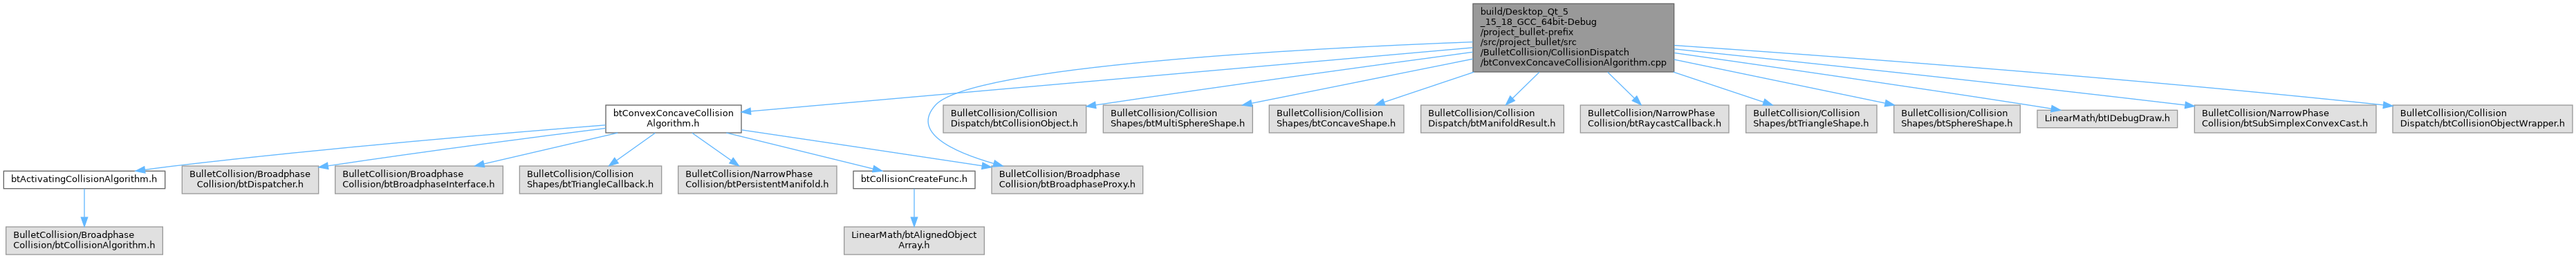 build/Desktop_Qt_5
_15_18_GCC_64bit-Debug
/project_bullet-prefix
/src/project_bullet/src
/BulletCollision/CollisionDispatch
/btConvexConcaveCollisionAlgorithm.cpp
btConvexConcaveCollision
Algorithm.h
BulletCollision/Collision
Dispatch/btCollisionObject.h
BulletCollision/Collision
Shapes/btMultiSphereShape.h
BulletCollision/Collision
Shapes/btConcaveShape.h
BulletCollision/Collision
Dispatch/btManifoldResult.h
BulletCollision/NarrowPhase
Collision/btRaycastCallback.h
BulletCollision/Collision
Shapes/btTriangleShape.h
BulletCollision/Collision
Shapes/btSphereShape.h
LinearMath/btIDebugDraw.h
BulletCollision/NarrowPhase
Collision/btSubSimplexConvexCast.h
BulletCollision/Collision
Dispatch/btCollisionObjectWrapper.h
btActivatingCollisionAlgorithm.h
BulletCollision/Broadphase
Collision/btDispatcher.h
BulletCollision/Broadphase
Collision/btBroadphaseInterface.h
BulletCollision/Collision
Shapes/btTriangleCallback.h
BulletCollision/NarrowPhase
Collision/btPersistentManifold.h
btCollisionCreateFunc.h
BulletCollision/Broadphase
Collision/btBroadphaseProxy.h
BulletCollision/Broadphase
Collision/btCollisionAlgorithm.h
LinearMath/btAlignedObject
Array.h